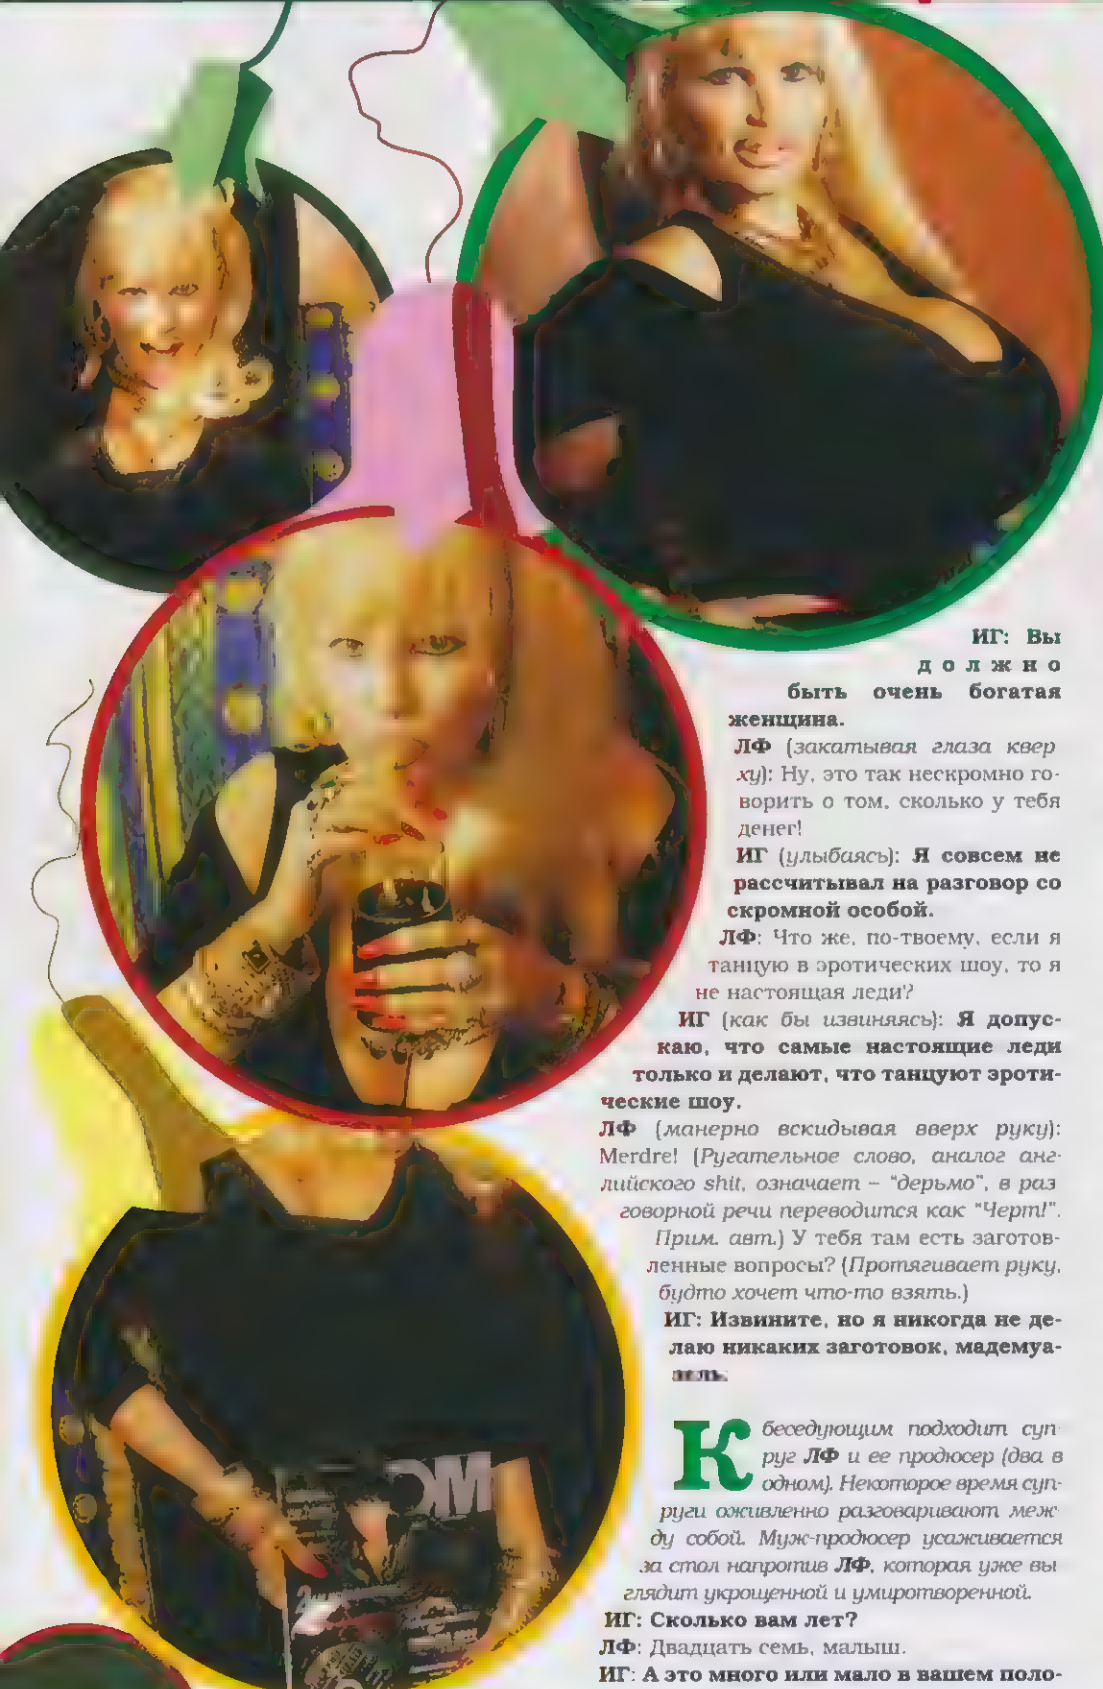 ИГ: Вы
должно
быть очень богатая
женщина.
ЛФ (закатывая глаза квер
ху): Ну, это так нескромно го-
ворить о том, сколько у тебя
денег!
ИГ (улыбаясь): Я совсем не
рассчитывал на разговор со
скромной особой.
ЛФ: Что же, по-твоему, если я
танцую в эротических шоу, то я
не настоящая леди?
ИГ (как бы извиняясь): Я допус-
каю, что самые настоящие леди
только и делают, что танцуют эроти-
ческие шоу.
ЛФ (манерно вскидывая вверх руку):
Merdre! (Ругательное слово, аналог анг-
лийского shit, означает – "дерьмо", в раз
говорной речи переводится как "Черт!".
Прим. авт.) У тебя там есть заготов-
ленные вопросы? (Протягивает руку,
будто хочет что-то взять.)
ИГ: Извините, но я никогда не де-
лаю никаких заготовок, мадемуа-
зель.
К беседующим подходит суп-
руг ЛФ и ее продюсер (два в
одном). Некоторое время суп-
руги оживленно разговаривают меж
ду собой. Муж-продюсер усаживается
за стол напротив ЛФ, которая уже вы
глядит укрощенной и умиротворенной.
ИГ: Сколько вам лет?
ЛФ: Двадцать семь, малыш.
ИГ: А это много или мало в вашем поло-